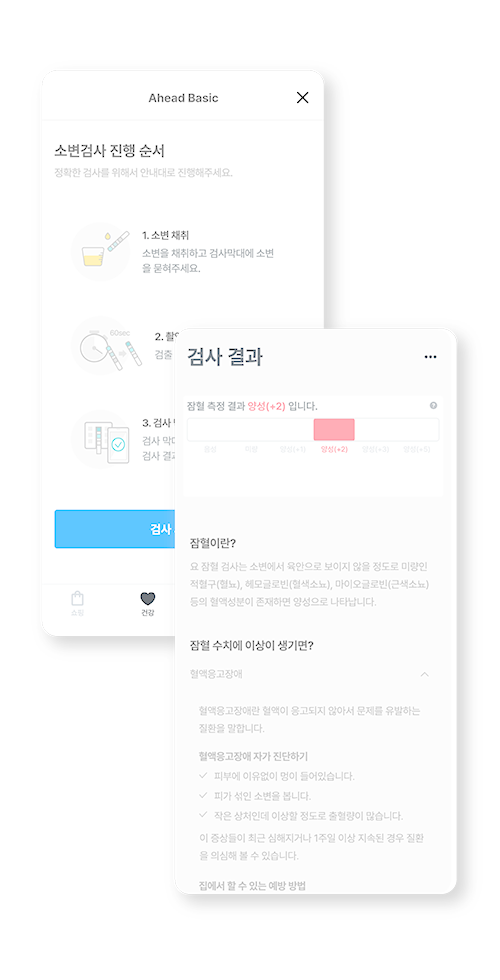 Ahead Basic
소변검사 진행 순서
정확한 검사를 위해서 안내대로 진행해주세요.
1. 소변 채취
소변을 채취하고 검사막대에 소변
을 묻혀주세요.
60sec
2. 촬영
검출
3. 검사
검사 막
검사 결과
검사
쇼핑
건강
검사 결과
잠혈 측정 결과 양성(+2) 입니다.
음성 미량 양성(+1) 양성(+2) 양성(+3) 양성(+4)
잠혈이란?
요 잠혈 검사는 소변에서 육안으로 보이지 않을 정도로 미량인
적혈구(혈뇨), 헤모글로빈(혈색소뇨), 마이오글로빈(근색소뇨)
등의 혈액성분이 존재하면 양성으로 나타납니다.
잠혈 수치에 이상이 생기면?
혈액응고장애
혈액응고장애란 혈액이 응고되지 않아서 문제를 유발하는
질환을 말합니다.
혈액응고장애 자가 진단하기
피부에 이유없이 멍이 들어있습니다.
피가 섞인 소변을 봅니다.
작은 상처인데 이상할 정도로 출혈량이 많습니다.
이 증상들이 최근 심해지거나 1주일 이상 지속된 경우 질환
을 의심해 볼 수 있습니다.
집에서 할 수 있는 예방 방법